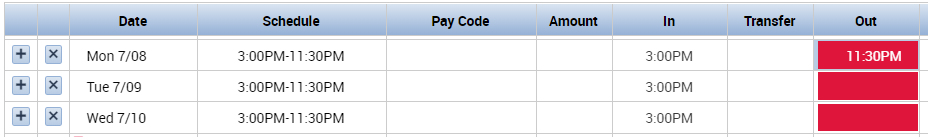 Date Schedule Pay Code Amount In Transfer Out
+ × Mon 7/08 3:00PM-11:30PM 3:00PM 11:30PM
+ × Tue 7/09 3:00PM-11:30PM 3:00PM
+ × Wed 7/10 3:00PM-11:30PM 3:00PM